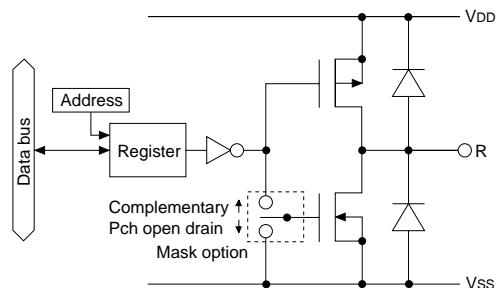 VDD
Address
Data bus
Register
R
Complementary
Pch open drain
Mask option
VSS